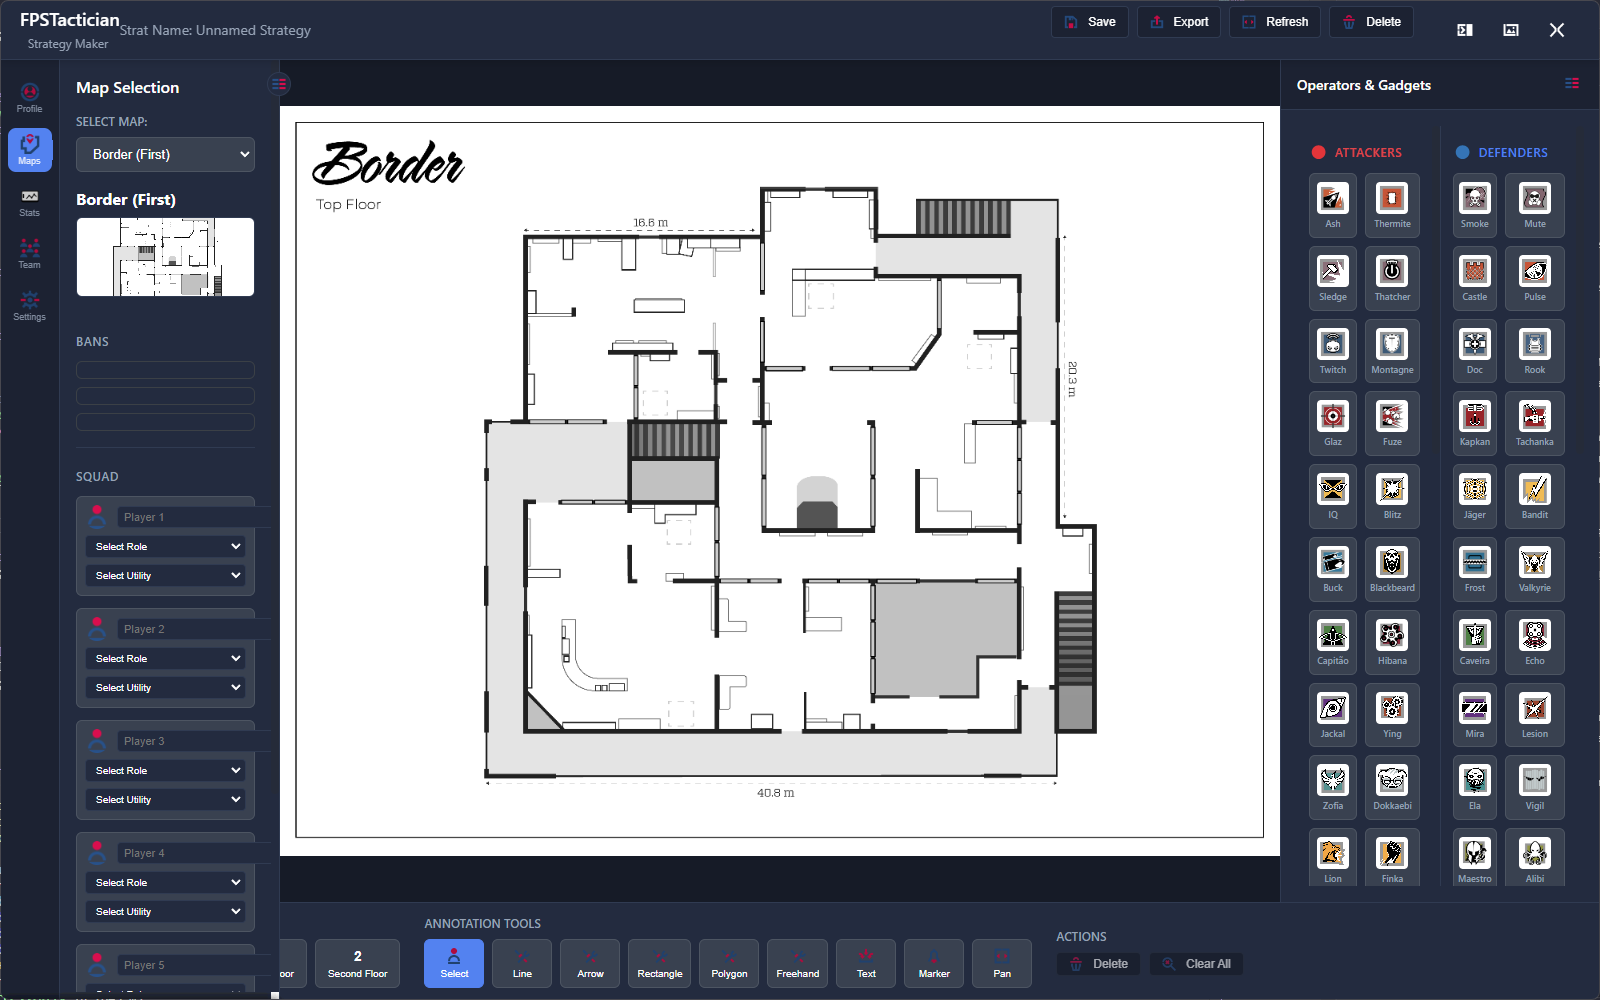 FPSTactician
Strategy Maker
Strat Name: Unnamed Strategy
Save
Export
Refresh
Delete
Profile
Maps
Stats
Team
Settings
Map Selection
SELECT MAP:
Border (First)
Border (First)
BANS
SQUAD
Player 1
Select Role
Select Utility
Player 2
Select Role
Select Utility
Player 3
Select Role
Select Utility
Player 4
Select Role
Select Utility
Player 5
Border
Top Floor
16.6 m
20.3 m
40.8 m
oor
2
Second Floor
ANNOTATION TOOLS
Select
Line
Arrow
Rectangle
Polygon
Freehand
Text
Marker
Pan
ACTIONS
Delete
Clear All
Operators & Gadgets
ATTACKERS
Ash
Thermite
Sledge
Thatcher
Twitch
Montagne
Glaz
Fuze
IQ
Blitz
Buck
Blackbeard
Capitão
Hibana
Jackal
Ying
Zofia
Dokkaebi
Lion
Finka
DEFENDERS
Smoke
Mute
Castle
Pulse
Doc
Rook
Kapkan
Tachanka
Jäger
Bandit
Frost
Valkyrie
Caveira
Echo
Mira
Lesion
Ela
Vigil
Maestro
Alibi